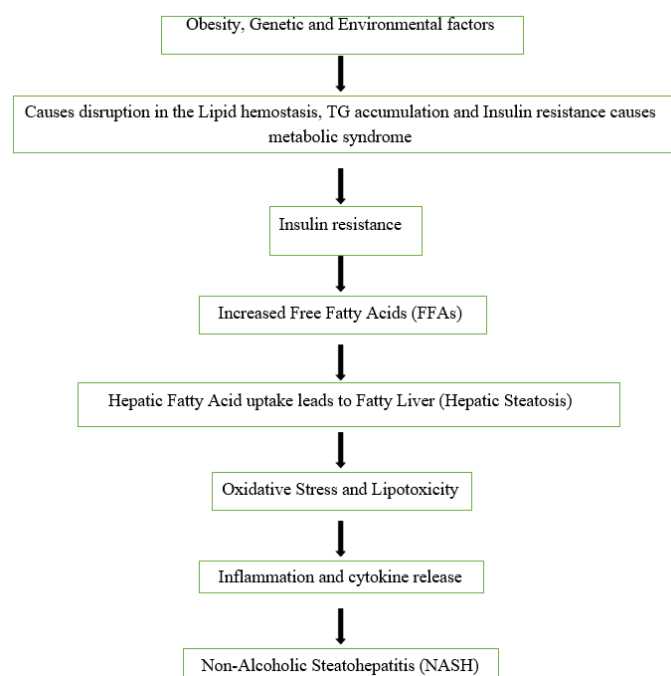 Obesity, Genetic and Environmental factors
Causes disruption in the Lipid hemostasis, TG accumulation and Insulin resistance causes
metabolic syndrome
Insulin resistance
Increased Free Fatty Acids (FFAs)
Hepatic Fatty Acid uptake leads to Fatty Liver (Hepatic Steatosis)
Oxidative Stress and Lipotoxicity
Inflammation and cytokine release
Non-Alcoholic Steatohepatitis (NASH)